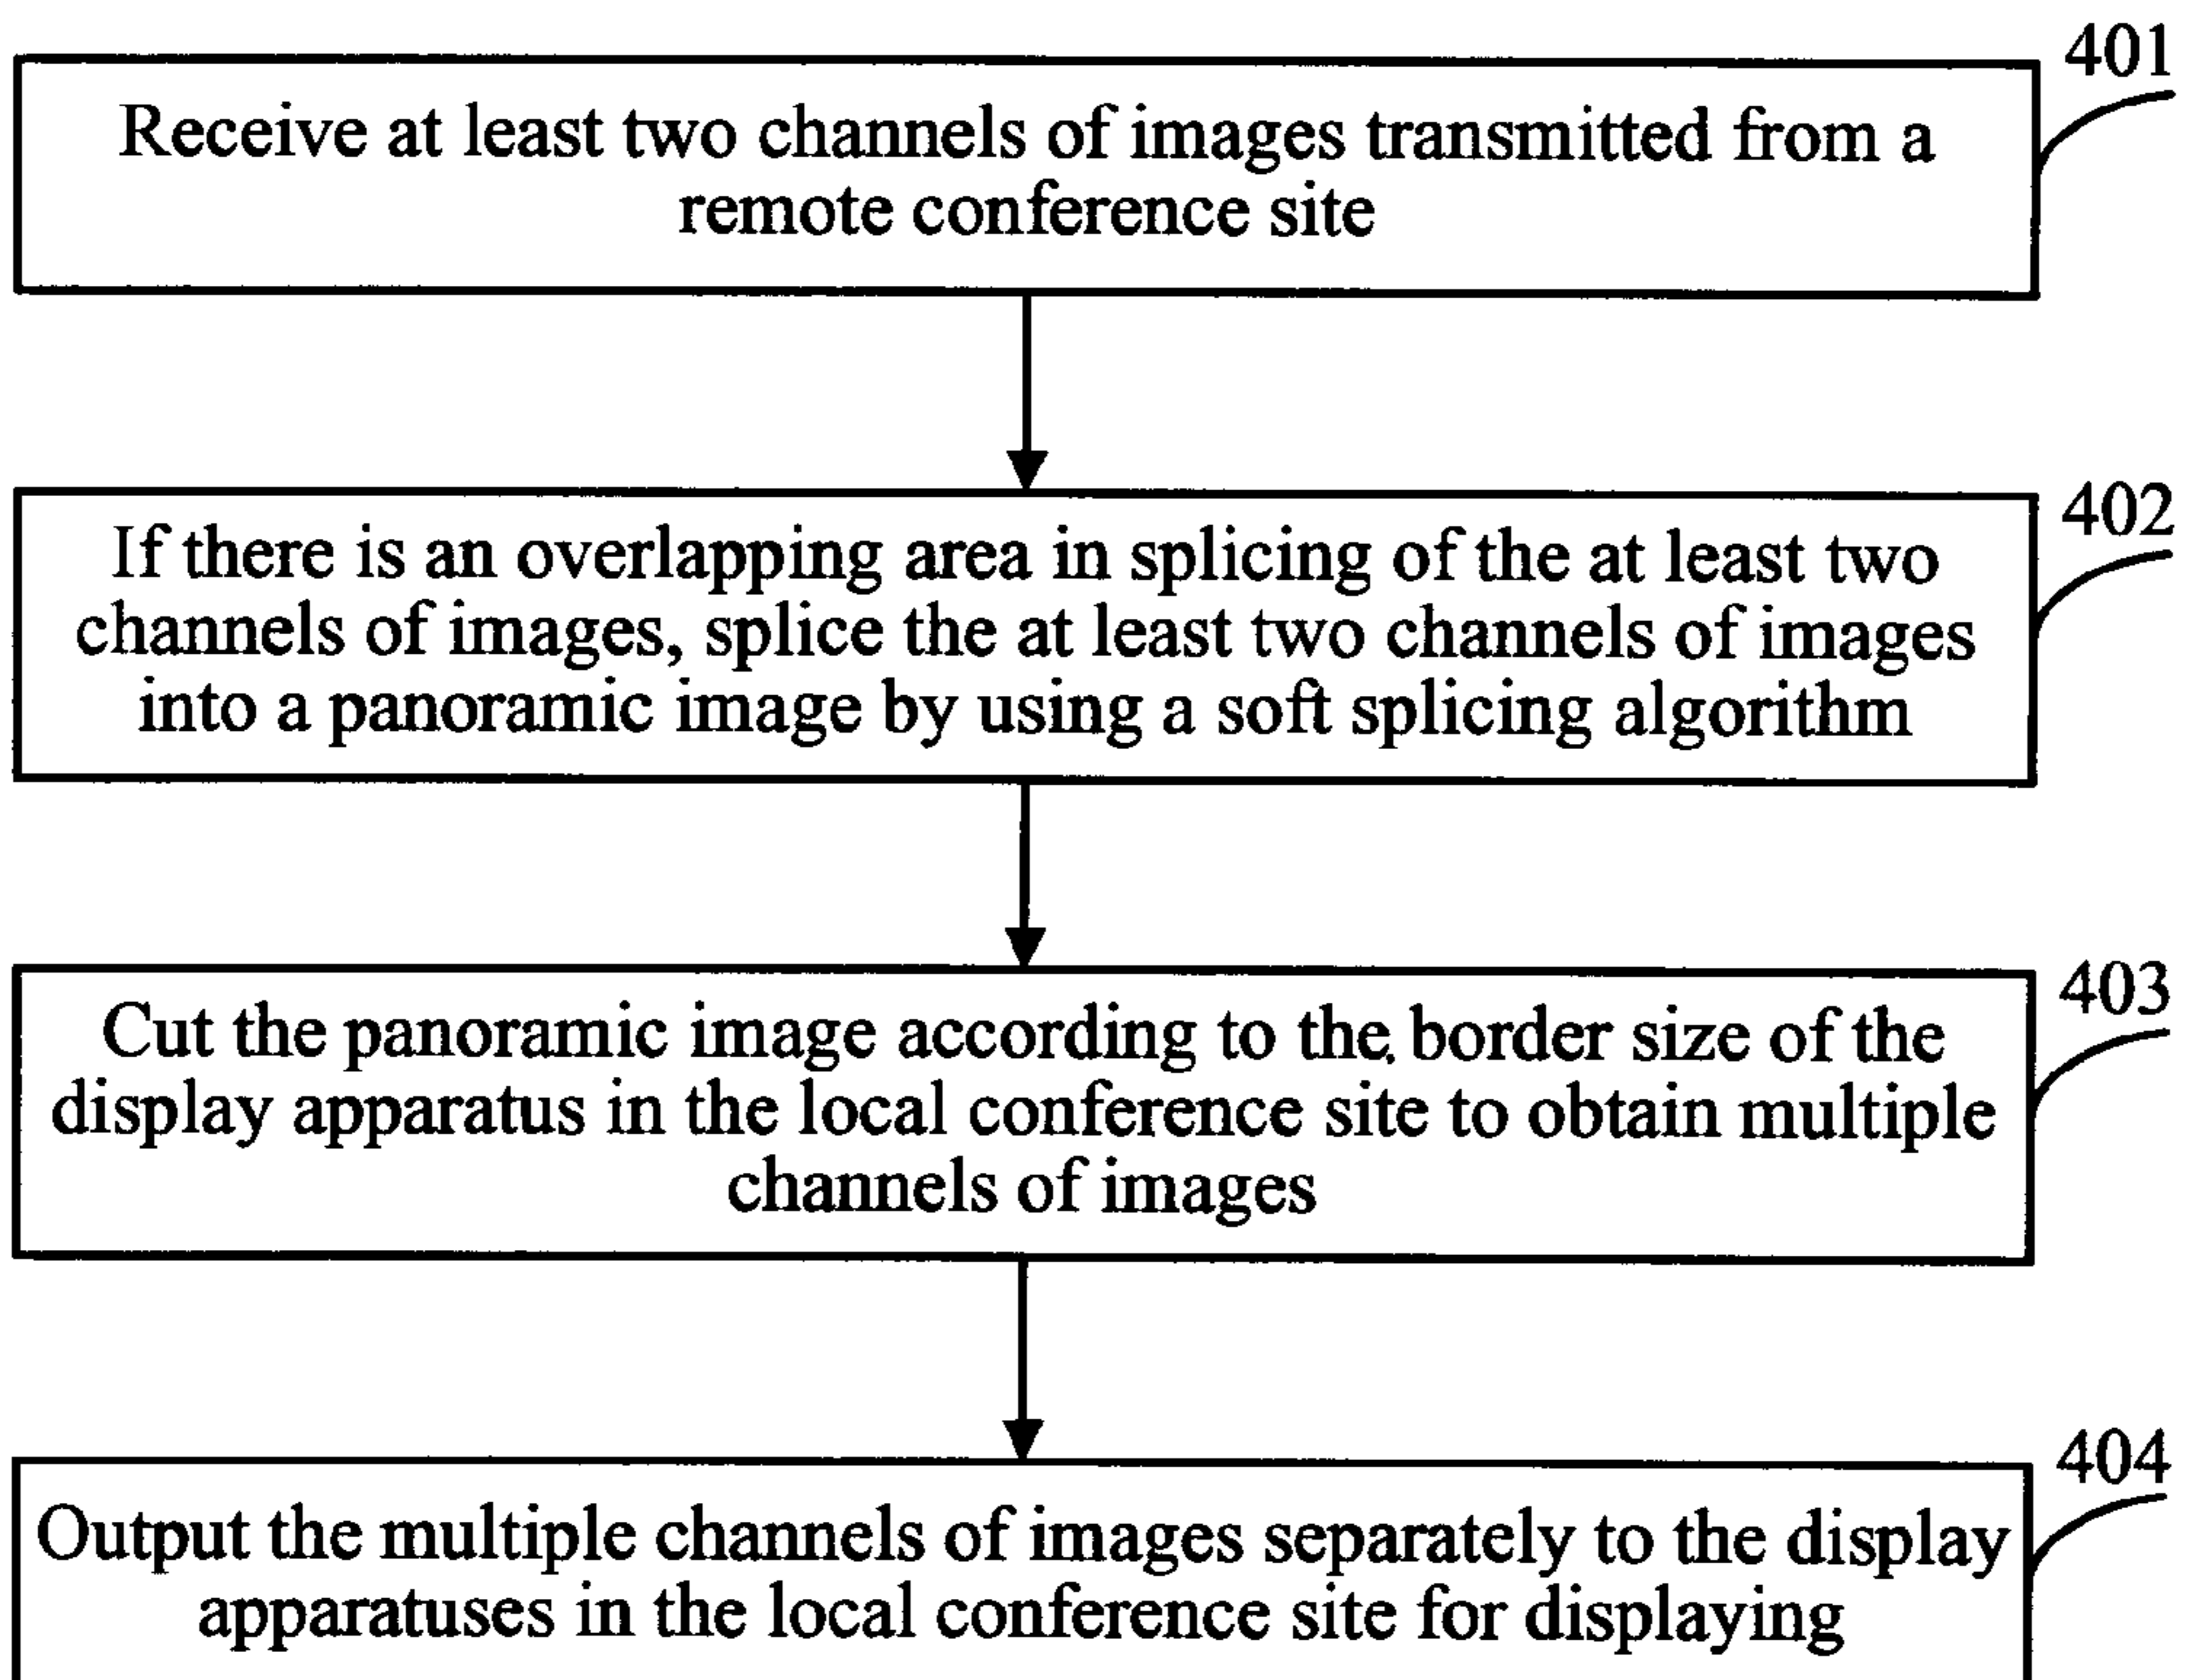 401
Receive at least two channels of images transmitted from a
remote conference site
402
If there is an overlapping area in splicing of the at least two
channels of images, splice the at least two channels of images
into a panoramic image by using a soft splicing algorithm
403
Cut the panoramic image according to the border size of the
display apparatus in the local conference site to obtain multiple
channels of images
404
Output the multiple channels of images separately to the display
apparatuses in the local conference site for displaying